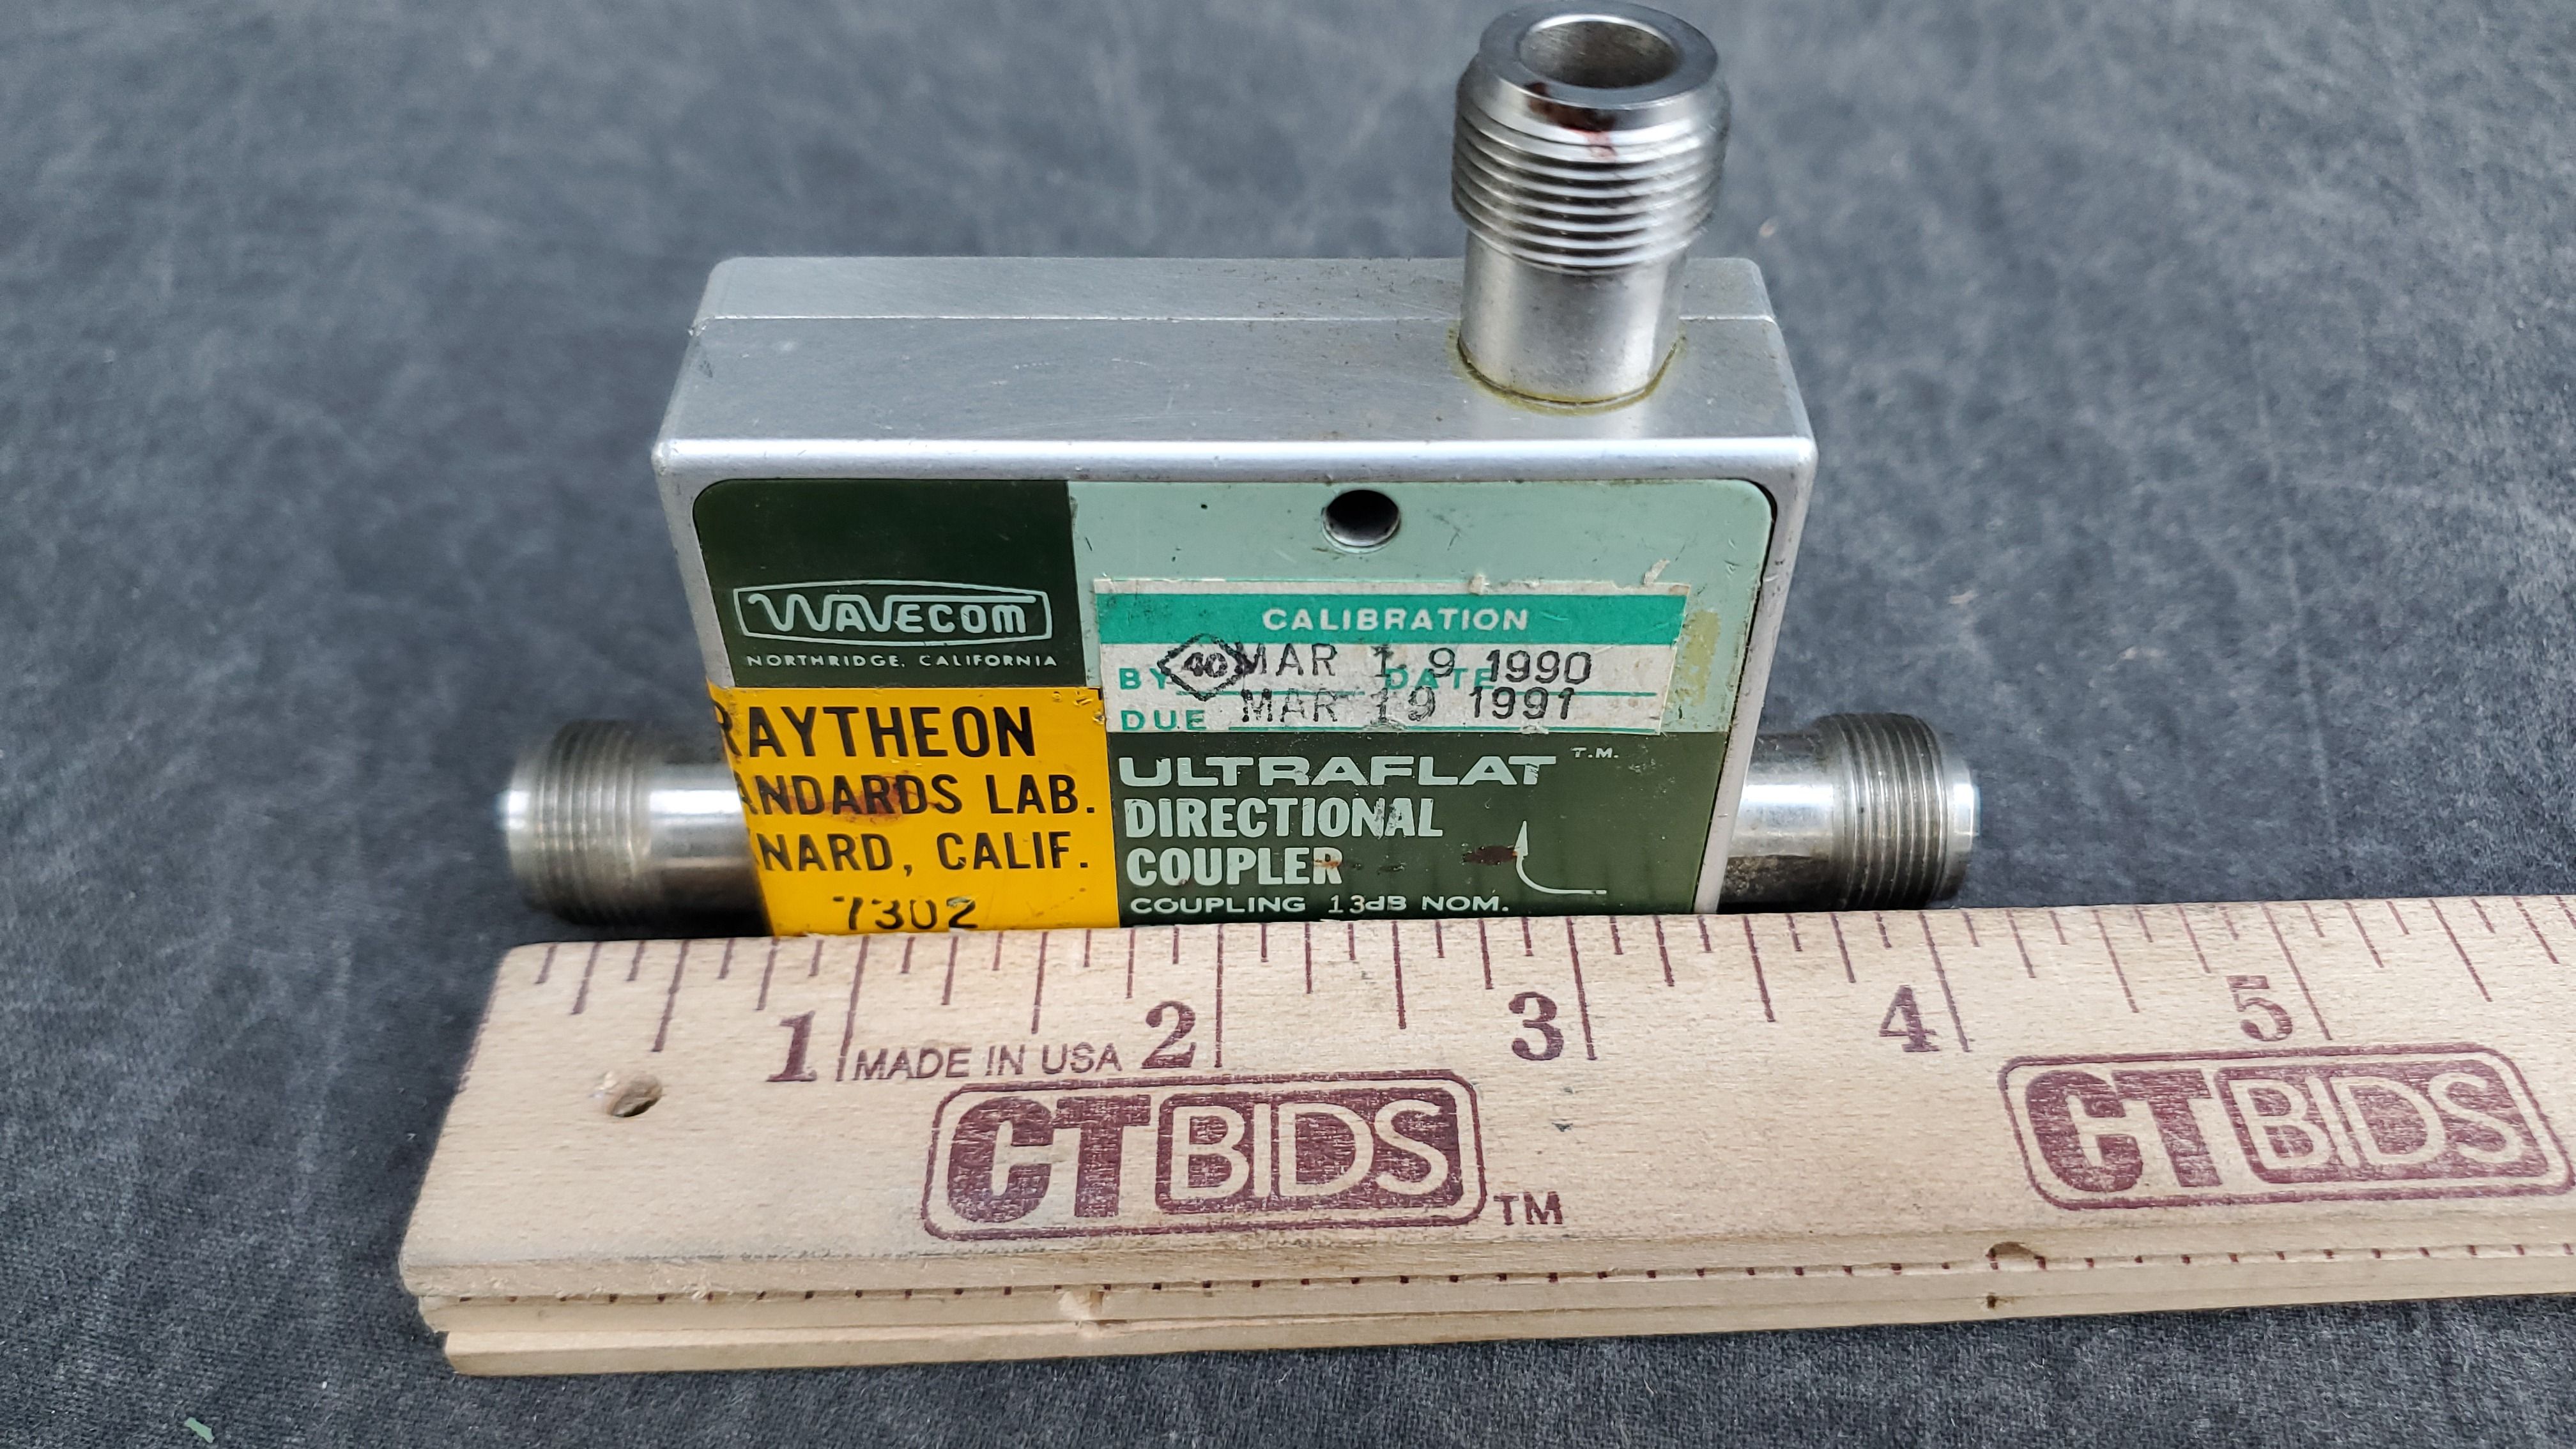 WAVECOM
NORTHRIDGE, CALIFORNIA
CALIBRATION
BY 40 DATE MAR 19 1990
DUE MAR 19 1991
RAYTHEON
ANDARDS LAB.
NARD, CALIF.
7302
ULTRAFLAT T.M.
DIRECTIONAL
COUPLER
COUPLING 13dB NOM.
1 2 3 4 5
MADE IN USA
CTBIDS TM
CTBIDS